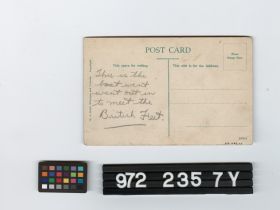 POST CARD
This space for writing
This side is for the Address.
This is the
boat went
went out in
to meet the
British Fleet.
972 235 7Y